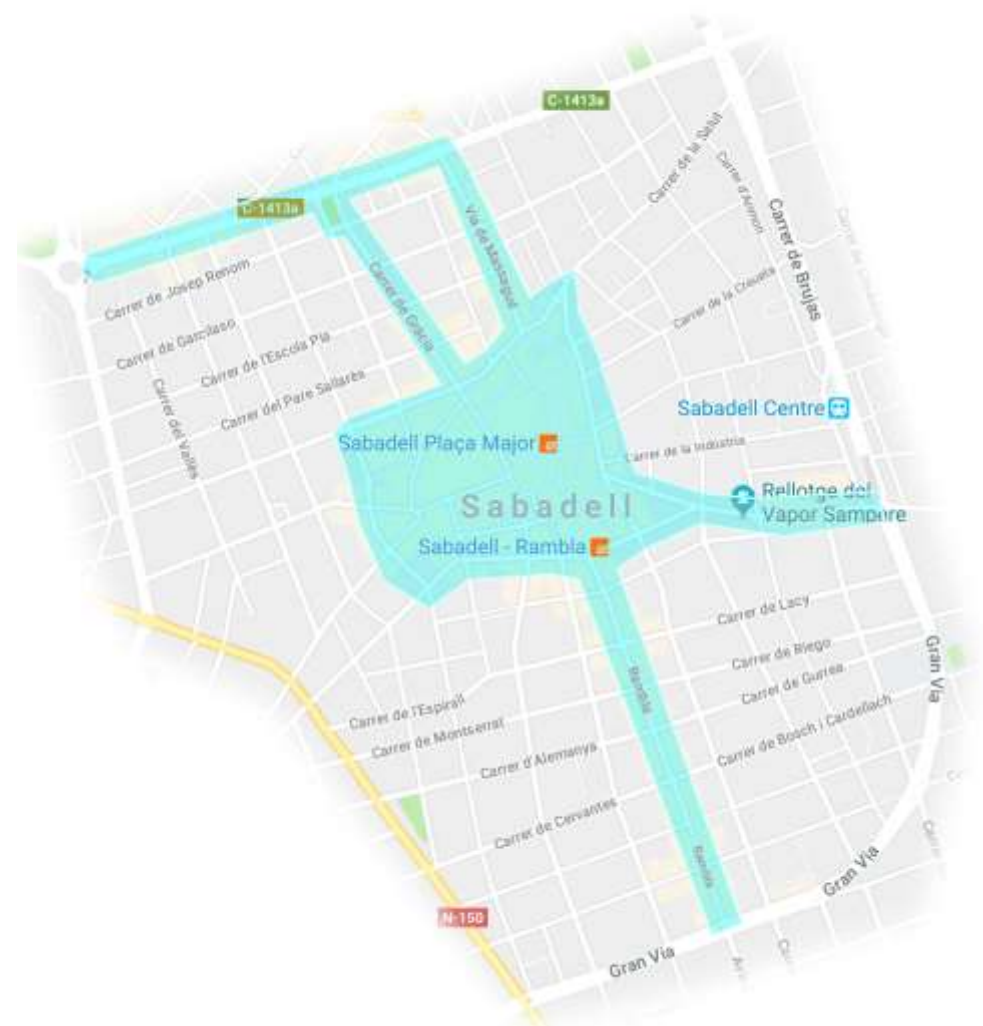 C-1413a
Carrer de la Salut
Carrer d'Armon
C-1413a
Via de Massagué
Carrer de Brujas
Carrer de Josep Renom
Carrer de Gràcia
Carrer de la Creueta
Carrer de Garcilaso
Carrer de l'Escola Pia
Carrer del Pare Sallarès
Carrer del Vallès
Sabadell Centre
Sabadell Plaça Major
Carrer de la Indústria
Rellotge del
Vapor Sampere
Sabadell
Sabadell - Rambla
Carrer de Lacy
Carrer de Riego
Gran Via
Rambla
Carrer de Gurrea
Carrer de l'Espirall
Carrer de Montserrat
Carrer de Bosch i Cardellach
Carrer d'Alemanya
Carrer de Cervantes
Carrer
Rambla
Gran Via
N-150
Gran Via